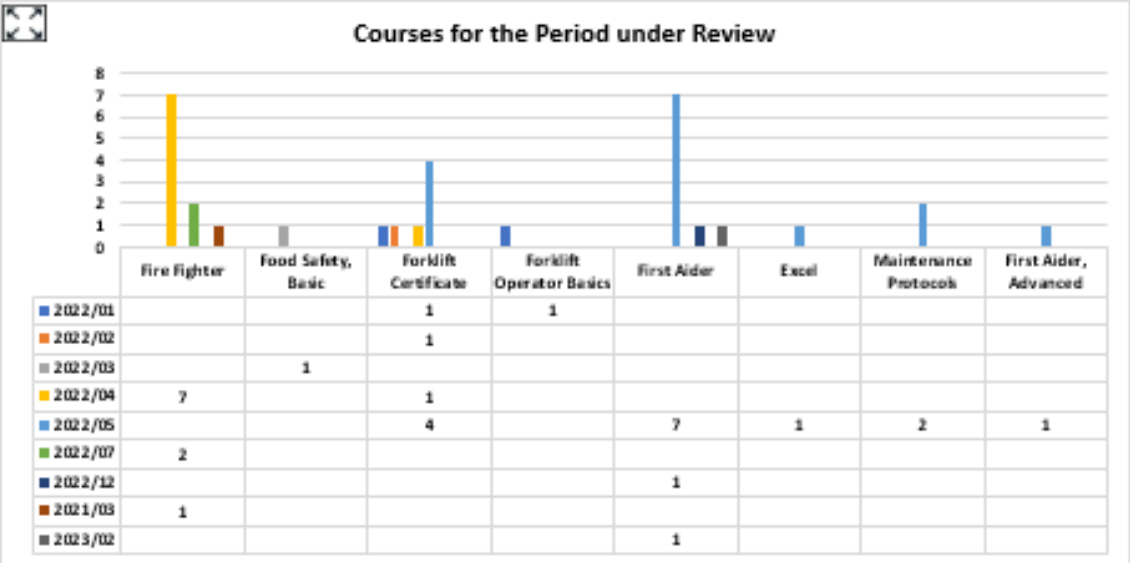 Courses for the Period under Review
8
7
6
5
4
3
2
1
0
Fire Fighter
Food Safety, Basic
Forklift Certificate
Forklift Operator Basics
First Aider
Excel
Maintenance Protocols
First Aider, Advanced
2022/01 1 1
2022/02 1
2022/03 1
2022/04 7 1
2022/05 4 7 1 2 1
2022/07 2
2022/12 1
2021/03 1
2023/02 1